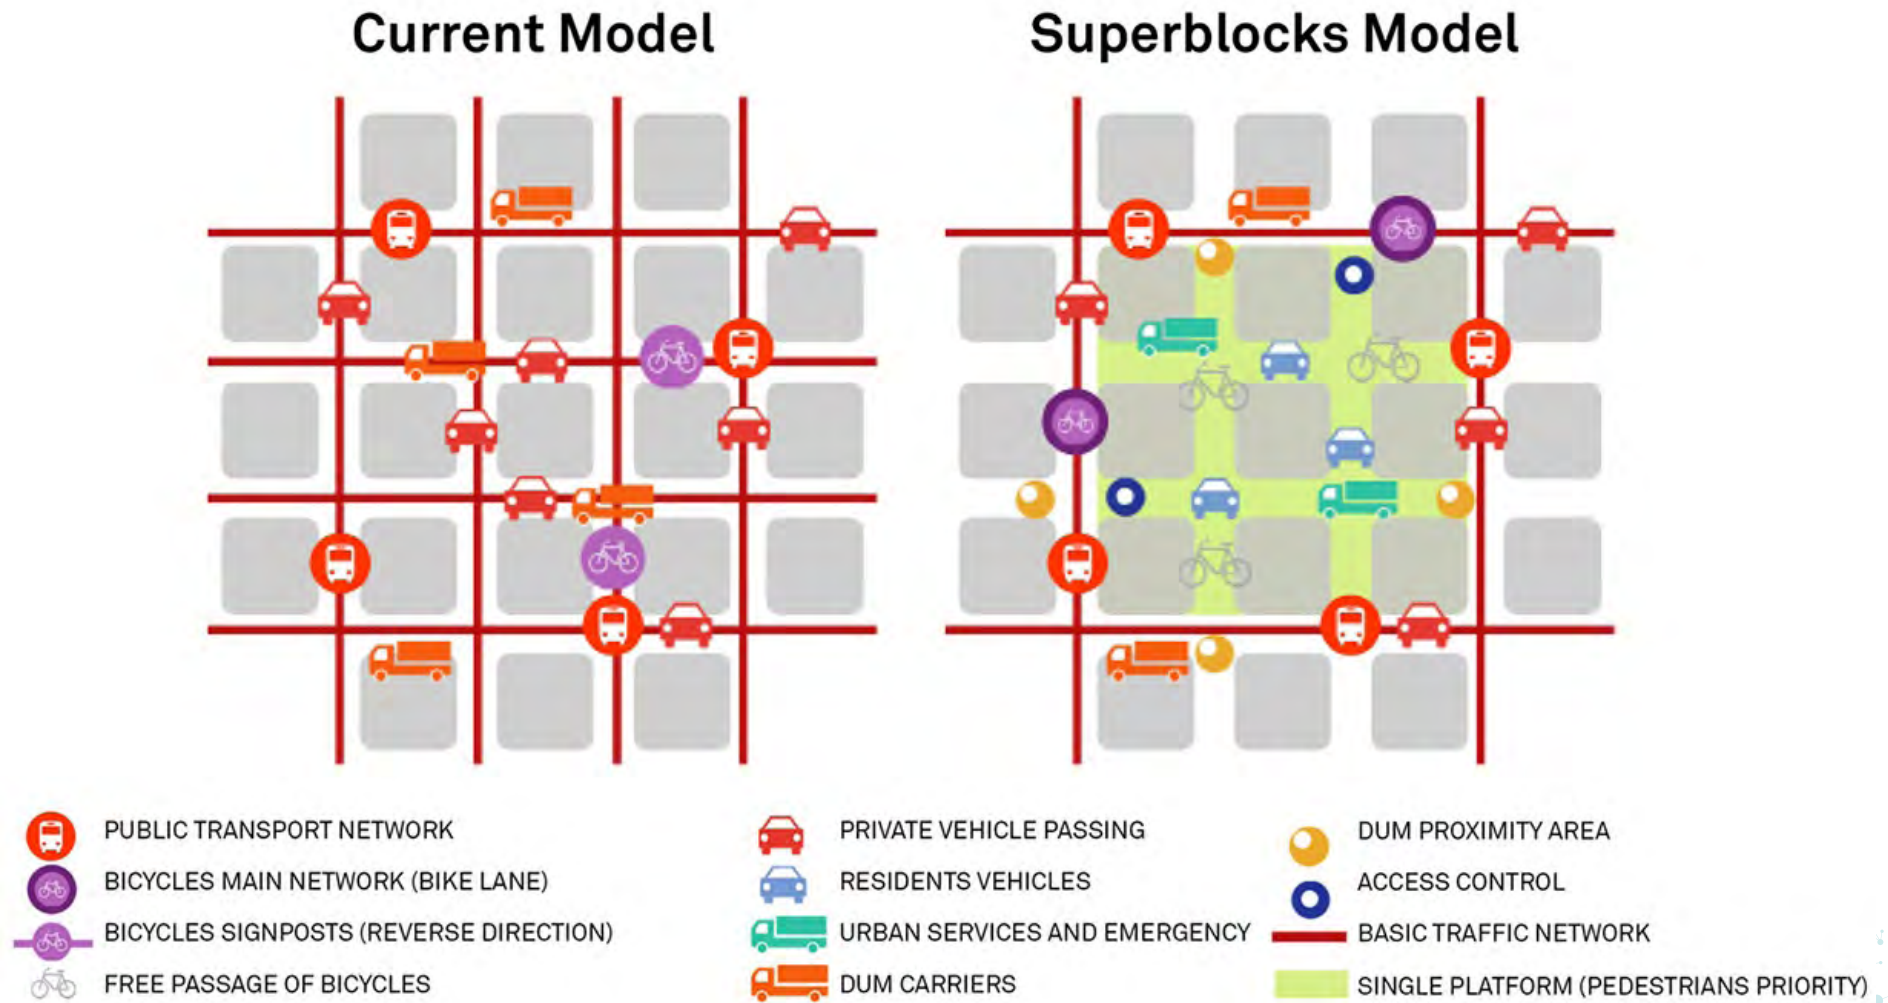 Current Model
Superblocks Model
PUBLIC TRANSPORT NETWORK
BICYCLES MAIN NETWORK (BIKE LANE)
BICYCLES SIGNPOSTS (REVERSE DIRECTION)
FREE PASSAGE OF BICYCLES
PRIVATE VEHICLE PASSING
RESIDENTS VEHICLES
URBAN SERVICES AND EMERGENCY
DUM CARRIERS
DUM PROXIMITY AREA
ACCESS CONTROL
BASIC TRAFFIC NETWORK
SINGLE PLATFORM (PEDESTRIANS PRIORITY)